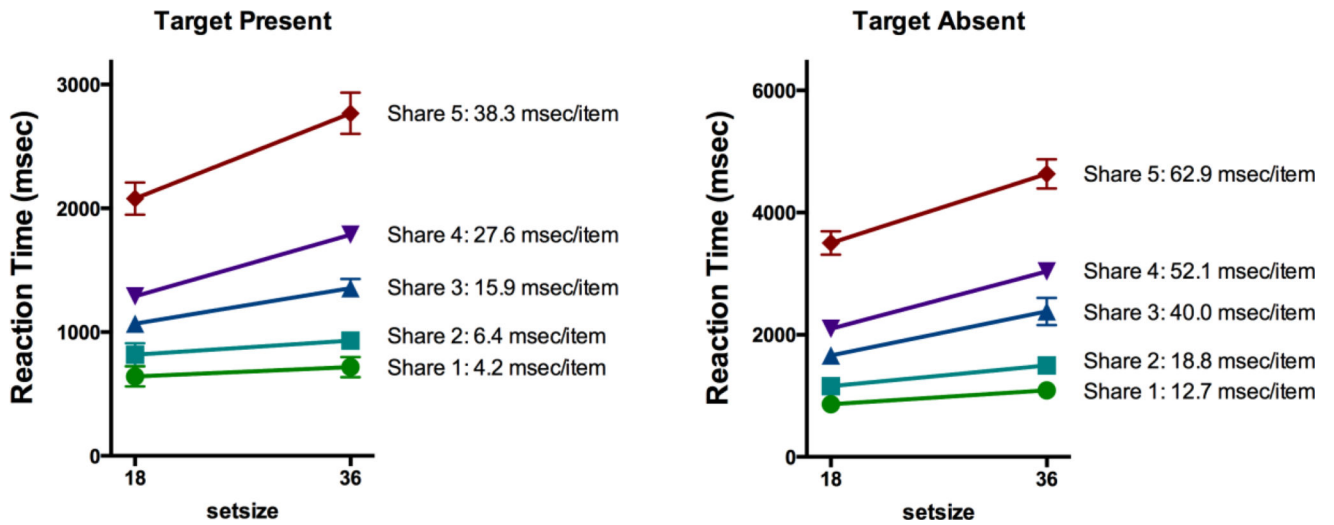 Target Present
Reaction Time (msec)
3000
2000
1000
0
18
36
setsize
Share 5: 38.3 msec/item
Share 4: 27.6 msec/item
Share 3: 15.9 msec/item
Share 2: 6.4 msec/item
Share 1: 4.2 msec/item
Target Absent
Reaction Time (msec)
6000
4000
2000
0
18
36
setsize
Share 5: 62.9 msec/item
Share 4: 52.1 msec/item
Share 3: 40.0 msec/item
Share 2: 18.8 msec/item
Share 1: 12.7 msec/item